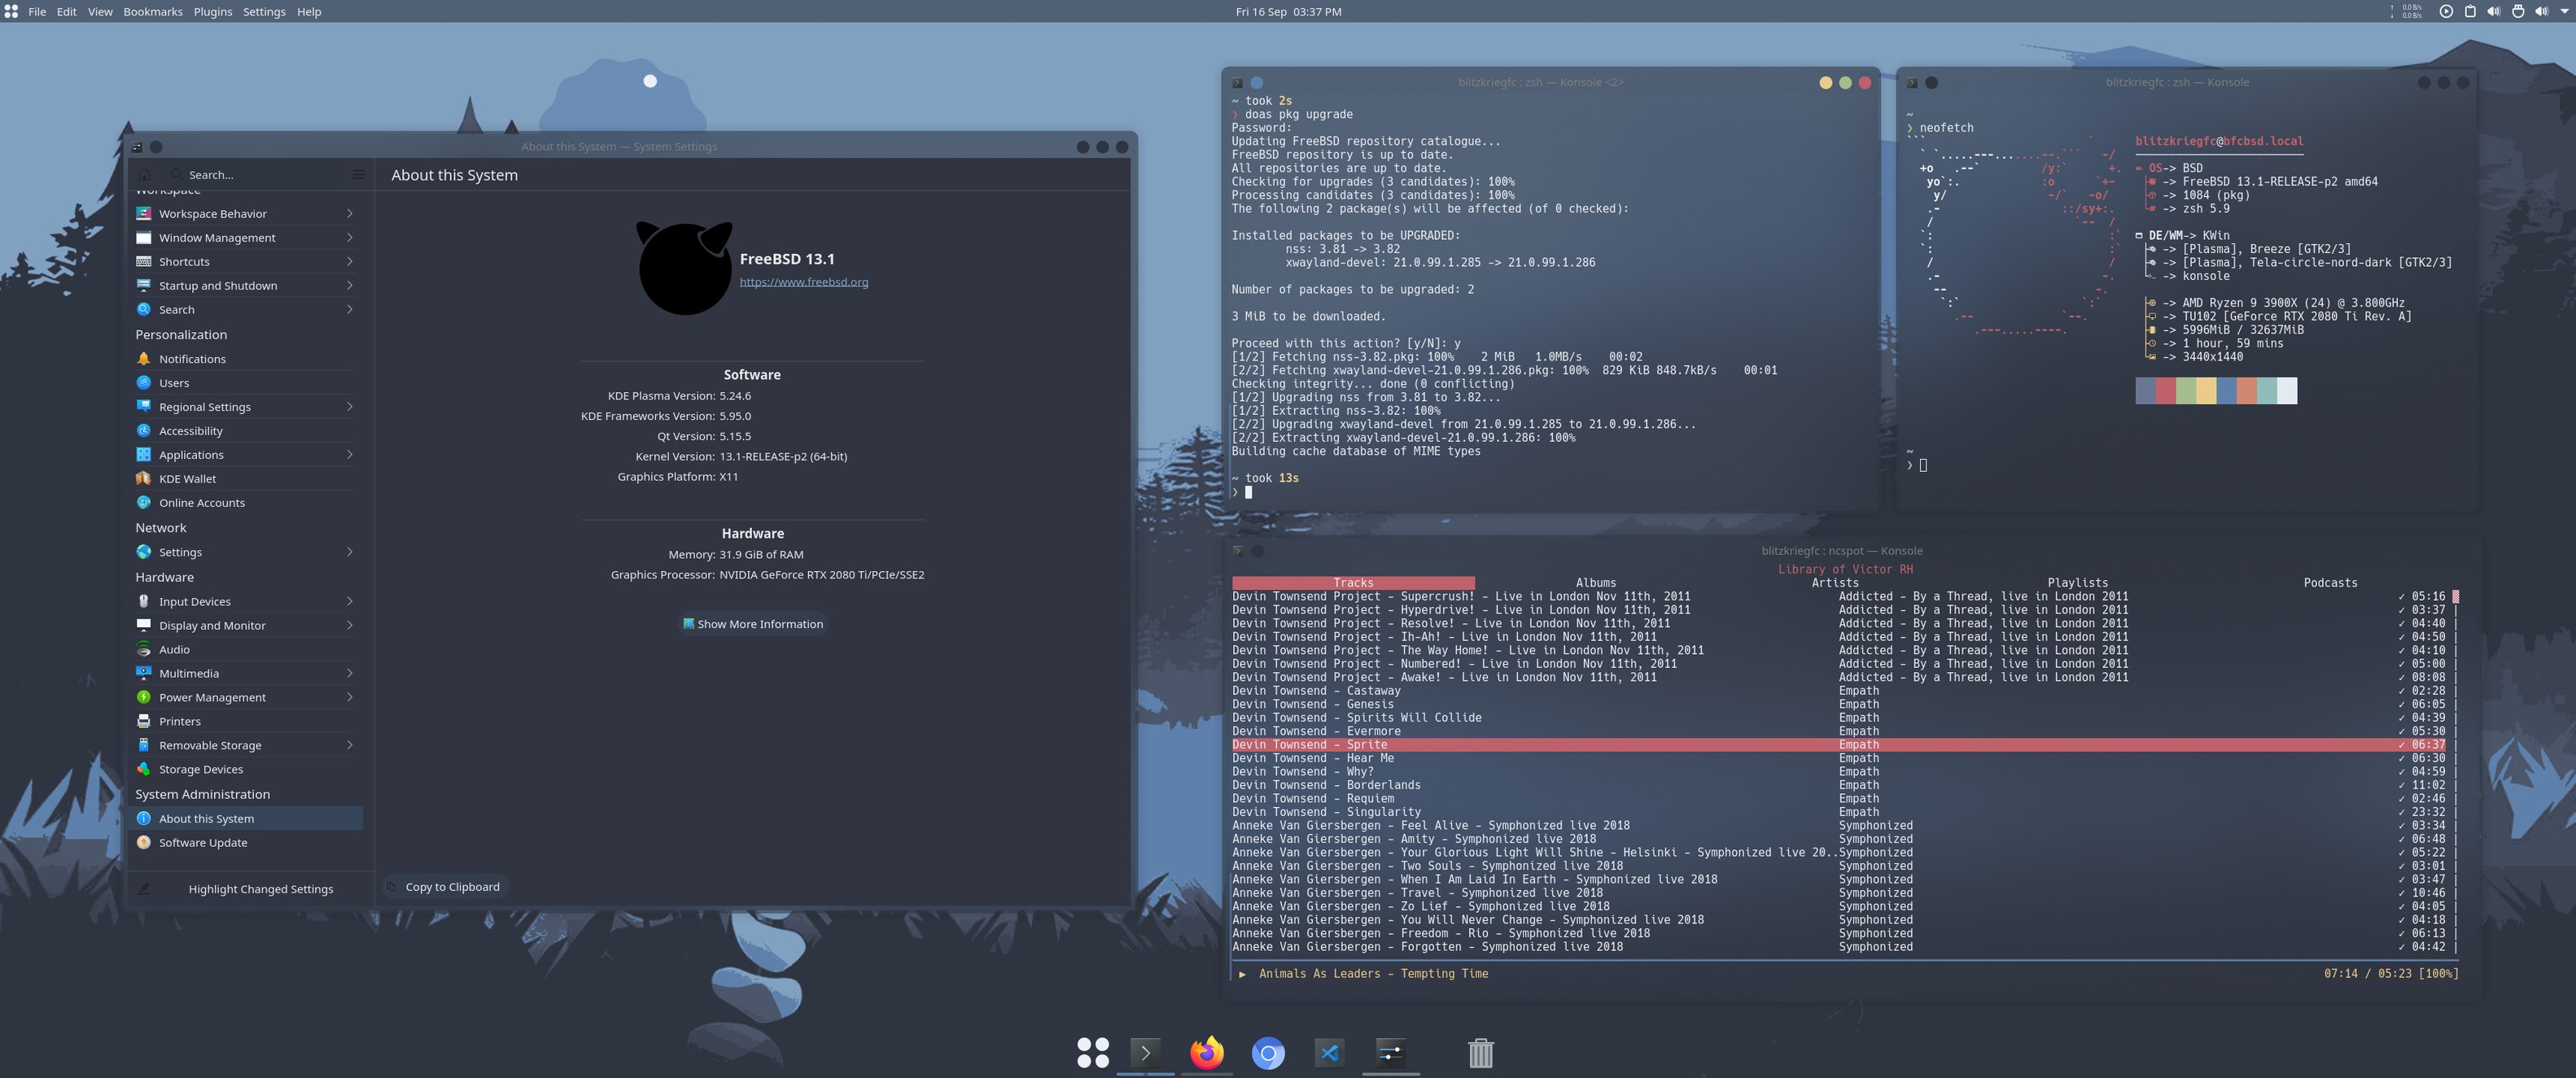 File Edit View Bookmarks Plugins Settings Help
Fri 16 Sep 03:37 PM
0.0 B/s
0.0 B/s
About this System — System Settings
Search...
Workspace
Workspace Behavior
Window Management
Shortcuts
Startup and Shutdown
Search
Personalization
Notifications
Users
Regional Settings
Accessibility
Applications
KDE Wallet
Online Accounts
Network
Settings
Hardware
Input Devices
Display and Monitor
Audio
Multimedia
Power Management
Printers
Removable Storage
Storage Devices
System Administration
About this System
Software Update
Highlight Changed Settings
About this System
FreeBSD 13.1
https://www.freebsd.org
Software
KDE Plasma Version: 5.24.6
KDE Frameworks Version: 5.95.0
Qt Version: 5.15.5
Kernel Version: 13.1-RELEASE-p2 (64-bit)
Graphics Platform: X11
Hardware
Memory: 31.9 GiB of RAM
Graphics Processor: NVIDIA GeForce RTX 2080 Ti/PCIe/SSE2
Show More Information
Copy to Clipboard
blitzkriegfc : zsh — Konsole <2>
~ took 2s
❯ doas pkg upgrade
Password:
Updating FreeBSD repository catalogue...
FreeBSD repository is up to date.
All repositories are up to date.
Checking for upgrades (3 candidates): 100%
Processing candidates (3 candidates): 100%
The following 2 package(s) will be affected (of 0 checked):
Installed packages to be UPGRADED:
nss: 3.81 -> 3.82
xwayland-devel: 21.0.99.1.285 -> 21.0.99.1.286
Number of packages to be upgraded: 2
3 MiB to be downloaded.
Proceed with this action? [y/N]: y
[1/2] Fetching nss-3.82.pkg: 100% 2 MiB 1.0MB/s 00:02
[2/2] Fetching xwayland-devel-21.0.99.1.286.pkg: 100% 829 KiB 848.7kB/s 00:01
Checking integrity... done (0 conflicting)
[1/2] Upgrading nss from 3.81 to 3.82...
[1/2] Extracting nss-3.82: 100%
[2/2] Upgrading xwayland-devel from 21.0.99.1.285 to 21.0.99.1.286...
[2/2] Extracting xwayland-devel-21.0.99.1.286: 100%
Building cache database of MIME types
~ took 13s
❯
blitzkriegfc : zsh — Konsole
~
❯ neofetch
blitzkriegfc@bfcbsd.local
OS-> BSD
-> FreeBSD 13.1-RELEASE-p2 amd64
-> 1084 (pkg)
-> zsh 5.9
DE/WM-> KWin
-> [Plasma], Breeze [GTK2/3]
-> [Plasma], Tela-circle-nord-dark [GTK2/3]
-> konsole
-> AMD Ryzen 9 3900X (24) @ 3.800GHz
-> TU102 [GeForce RTX 2080 Ti Rev. A]
-> 5996MiB / 32637MiB
-> 1 hour, 59 mins
-> 3440x1440
~
❯
blitzkriegfc : ncspot — Konsole
Library of Victor RH
Tracks Albums Artists Playlists Podcasts
Devin Townsend Project - Supercrush! - Live in London Nov 11th, 2011 Addicted - By a Thread, live in London 2011 ✓ 05:16
Devin Townsend Project - Hyperdrive! - Live in London Nov 11th, 2011 Addicted - By a Thread, live in London 2011 ✓ 03:37
Devin Townsend Project - Resolve! - Live in London Nov 11th, 2011 Addicted - By a Thread, live in London 2011 ✓ 04:40
Devin Townsend Project - Ih-Ah! - Live in London Nov 11th, 2011 Addicted - By a Thread, live in London 2011 ✓ 04:50
Devin Townsend Project - The Way Home! - Live in London Nov 11th, 2011 Addicted - By a Thread, live in London 2011 ✓ 04:10
Devin Townsend Project - Numbered! - Live in London Nov 11th, 2011 Addicted - By a Thread, live in London 2011 ✓ 05:00
Devin Townsend Project - Awake! - Live in London Nov 11th, 2011 Addicted - By a Thread, live in London 2011 ✓ 08:08
Devin Townsend - Castaway Empath ✓ 02:28
Devin Townsend - Genesis Empath ✓ 06:05
Devin Townsend - Spirits Will Collide Empath ✓ 04:39
Devin Townsend - Evermore Empath ✓ 05:30
Devin Townsend - Sprite Empath ✓ 06:37
Devin Townsend - Hear Me Empath ✓ 06:30
Devin Townsend - Why? Empath ✓ 04:59
Devin Townsend - Borderlands Empath ✓ 11:02
Devin Townsend - Requiem Empath ✓ 02:46
Devin Townsend - Singularity Empath ✓ 23:32
Anneke Van Giersbergen - Feel Alive - Symphonized live 2018 Symphonized ✓ 03:34
Anneke Van Giersbergen - Amity - Symphonized live 2018 Symphonized ✓ 06:48
Anneke Van Giersbergen - Your Glorious Light Will Shine - Helsinki - Symphonized live 20..Symphonized ✓ 05:22
Anneke Van Giersbergen - Two Souls - Symphonized live 2018 Symphonized ✓ 03:01
Anneke Van Giersbergen - When I Am Laid In Earth - Symphonized live 2018 Symphonized ✓ 03:47
Anneke Van Giersbergen - Travel - Symphonized live 2018 Symphonized ✓ 10:46
Anneke Van Giersbergen - Zo Lief - Symphonized live 2018 Symphonized ✓ 04:05
Anneke Van Giersbergen - You Will Never Change - Symphonized live 2018 Symphonized ✓ 04:18
Anneke Van Giersbergen - Freedom - Rio - Symphonized live 2018 Symphonized ✓ 06:13
Anneke Van Giersbergen - Forgotten - Symphonized live 2018 Symphonized ✓ 04:42
▶ Animals As Leaders - Tempting Time 07:14 / 05:23 [100%]